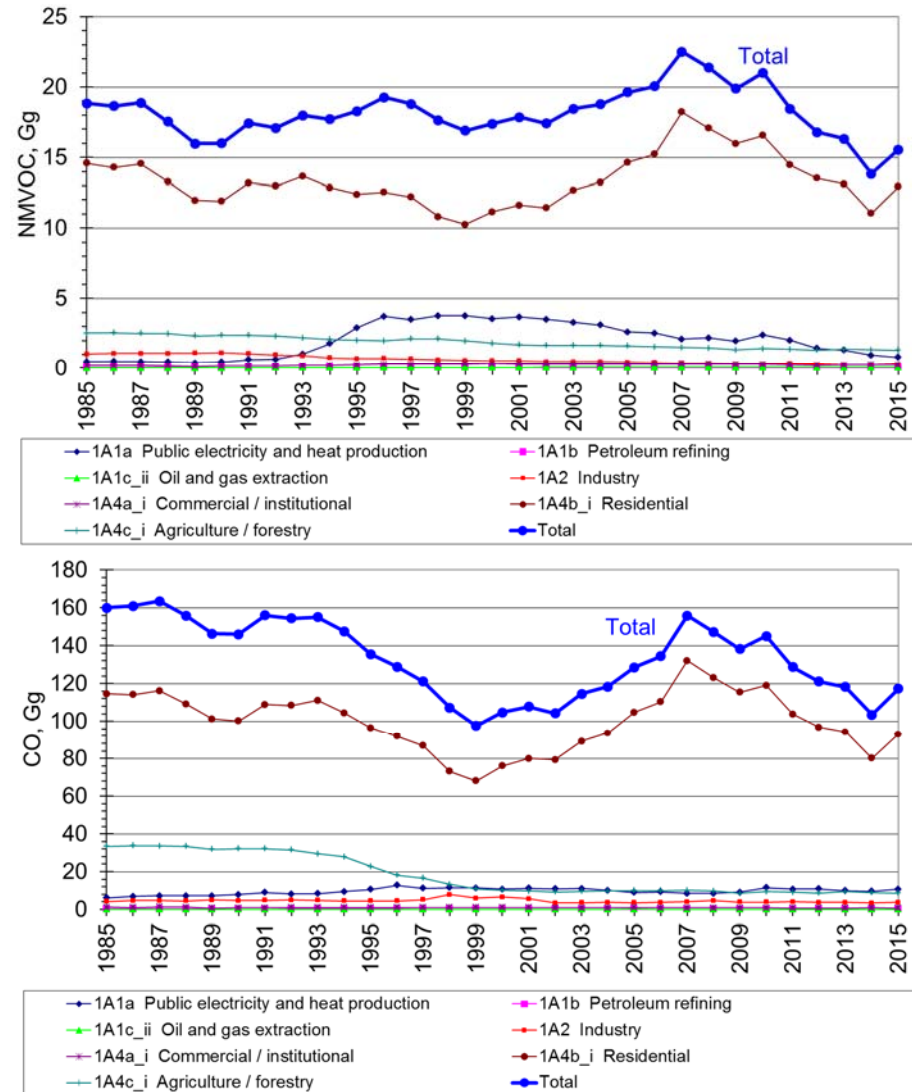 25
20
15
10
5
0
NMVOC, Gg
Total
1985
1987
1989
1991
1993
1995
1997
1999
2001
2003
2005
2007
2009
2011
2013
2015
1A1a Public electricity and heat production
1A1b Petroleum refining
1A1c_ii Oil and gas extraction
1A2 Industry
1A4a_i Commercial / institutional
1A4b_i Residential
1A4c_i Agriculture / forestry
Total
180
160
140
120
100
80
60
40
20
0
CO, Gg
Total
1985
1987
1989
1991
1993
1995
1997
1999
2001
2003
2005
2007
2009
2011
2013
2015
1A1a Public electricity and heat production
1A1b Petroleum refining
1A1c_ii Oil and gas extraction
1A2 Industry
1A4a_i Commercial / institutional
1A4b_i Residential
1A4c_i Agriculture / forestry
Total